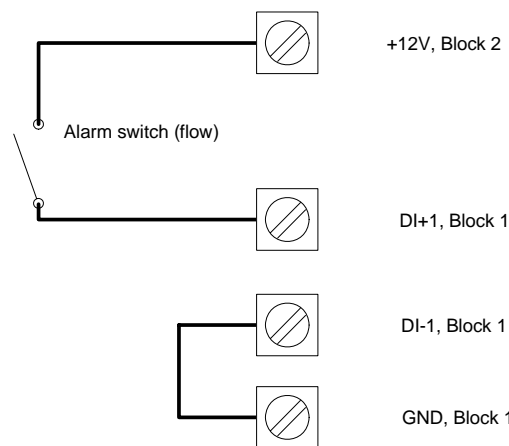 +12V, Block 2
Alarm switch (flow)
DI+1, Block 1
DI-1, Block 1
GND, Block 1